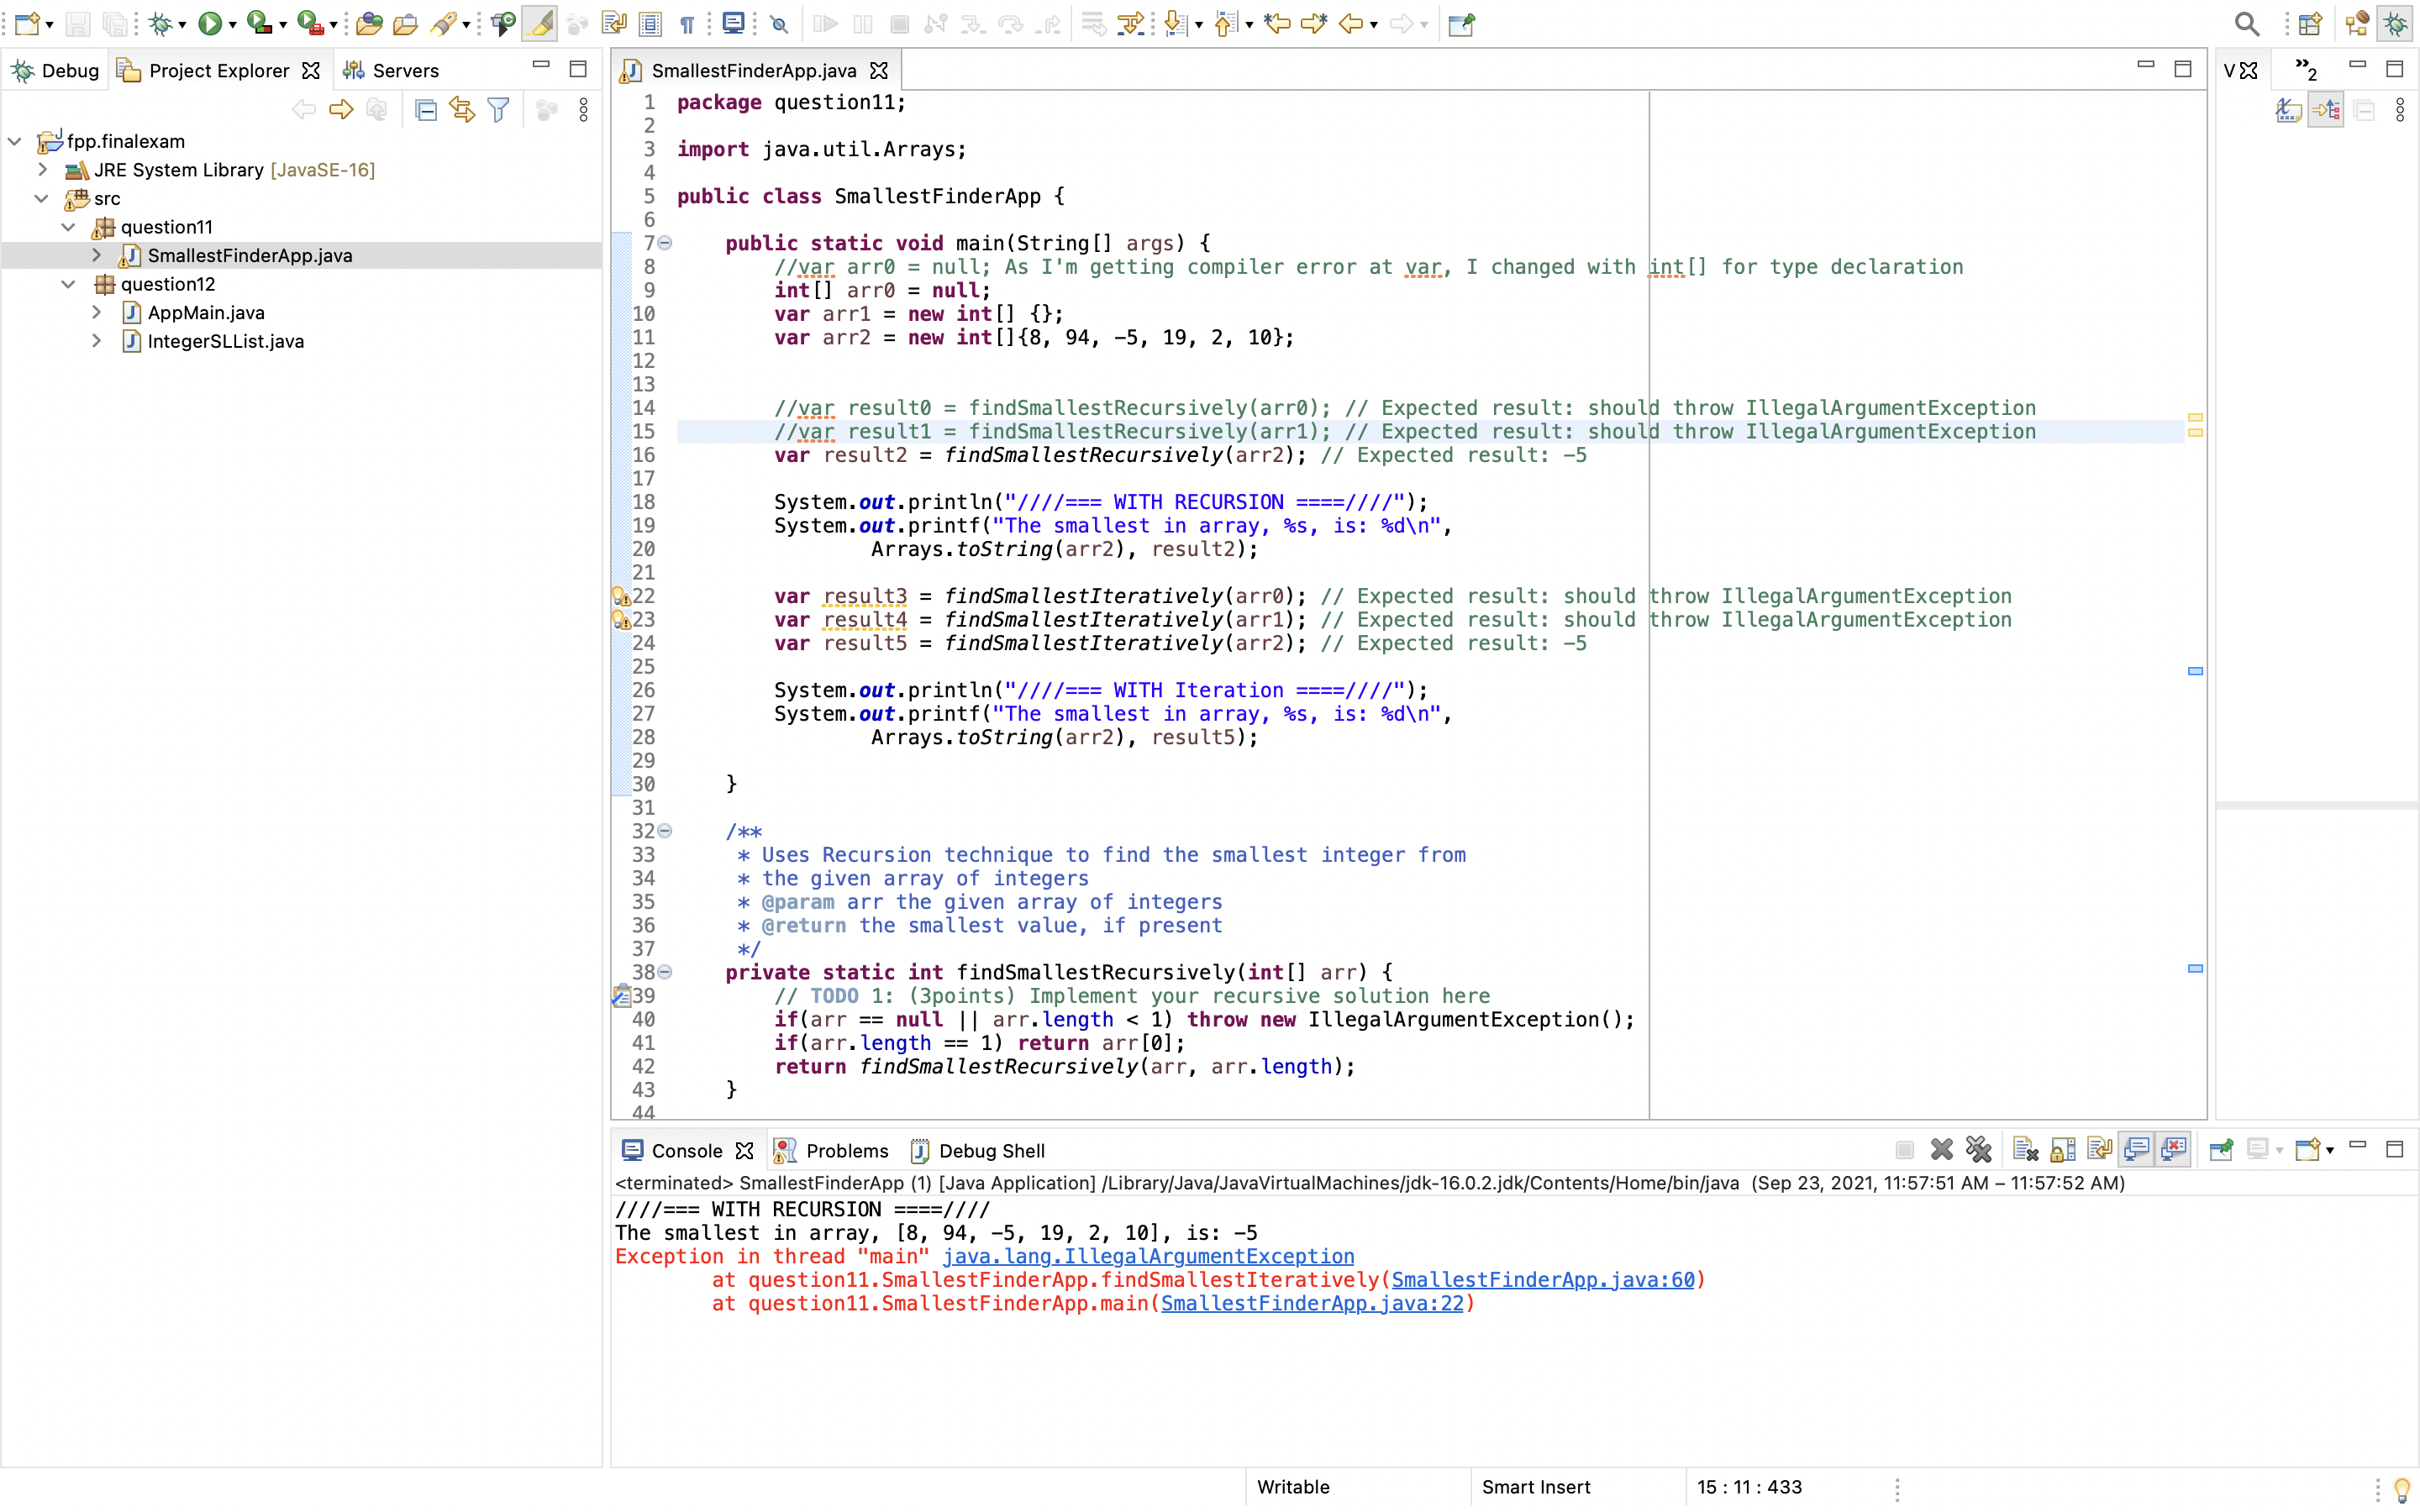 Debug
Project Explorer
Servers
fpp.finalexam
JRE System Library [JavaSE-16]
src
question11
SmallestFinderApp.java
question12
AppMain.java
IntegerSLList.java
SmallestFinderApp.java
V
»2
1 package question11;
2
3 import java.util.Arrays;
4
5 public class SmallestFinderApp {
6
7 public static void main(String[] args) {
8 //var arr0 = null; As I'm getting compiler error at var, I changed with int[] for type declaration
9 int[] arr0 = null;
10 var arr1 = new int[] {};
11 var arr2 = new int[]{8, 94, -5, 19, 2, 10};
12
13
14 //var result0 = findSmallestRecursively(arr0); // Expected result: should throw IllegalArgumentException
15 //var result1 = findSmallestRecursively(arr1); // Expected result: should throw IllegalArgumentException
16 var result2 = findSmallestRecursively(arr2); // Expected result: -5
17
18 System.out.println("////=== WITH RECURSION ====////");
19 System.out.printf("The smallest in array, %s, is: %d\n",
20 Arrays.toString(arr2), result2);
21
22 var result3 = findSmallestIteratively(arr0); // Expected result: should throw IllegalArgumentException
23 var result4 = findSmallestIteratively(arr1); // Expected result: should throw IllegalArgumentException
24 var result5 = findSmallestIteratively(arr2); // Expected result: -5
25
26 System.out.println("////=== WITH Iteration ====////");
27 System.out.printf("The smallest in array, %s, is: %d\n",
28 Arrays.toString(arr2), result5);
29
30 }
31
32 /**
33 * Uses Recursion technique to find the smallest integer from
34 * the given array of integers
35 * @param arr the given array of integers
36 * @return the smallest value, if present
37 */
38 private static int findSmallestRecursively(int[] arr) {
39 // TODO 1: (3points) Implement your recursive solution here
40 if(arr == null || arr.length < 1) throw new IllegalArgumentException();
41 if(arr.length == 1) return arr[0];
42 return findSmallestRecursively(arr, arr.length);
43 }
44
Console
Problems
Debug Shell
<terminated> SmallestFinderApp (1) [Java Application] /Library/Java/JavaVirtualMachines/jdk-16.0.2.jdk/Contents/Home/bin/java (Sep 23, 2021, 11:57:51 AM – 11:57:52 AM)
////=== WITH RECURSION ====////
The smallest in array, [8, 94, -5, 19, 2, 10], is: -5
Exception in thread "main" java.lang.IllegalArgumentException
at question11.SmallestFinderApp.findSmallestIteratively(SmallestFinderApp.java:60)
at question11.SmallestFinderApp.main(SmallestFinderApp.java:22)
Writable
Smart Insert
15 : 11 : 433